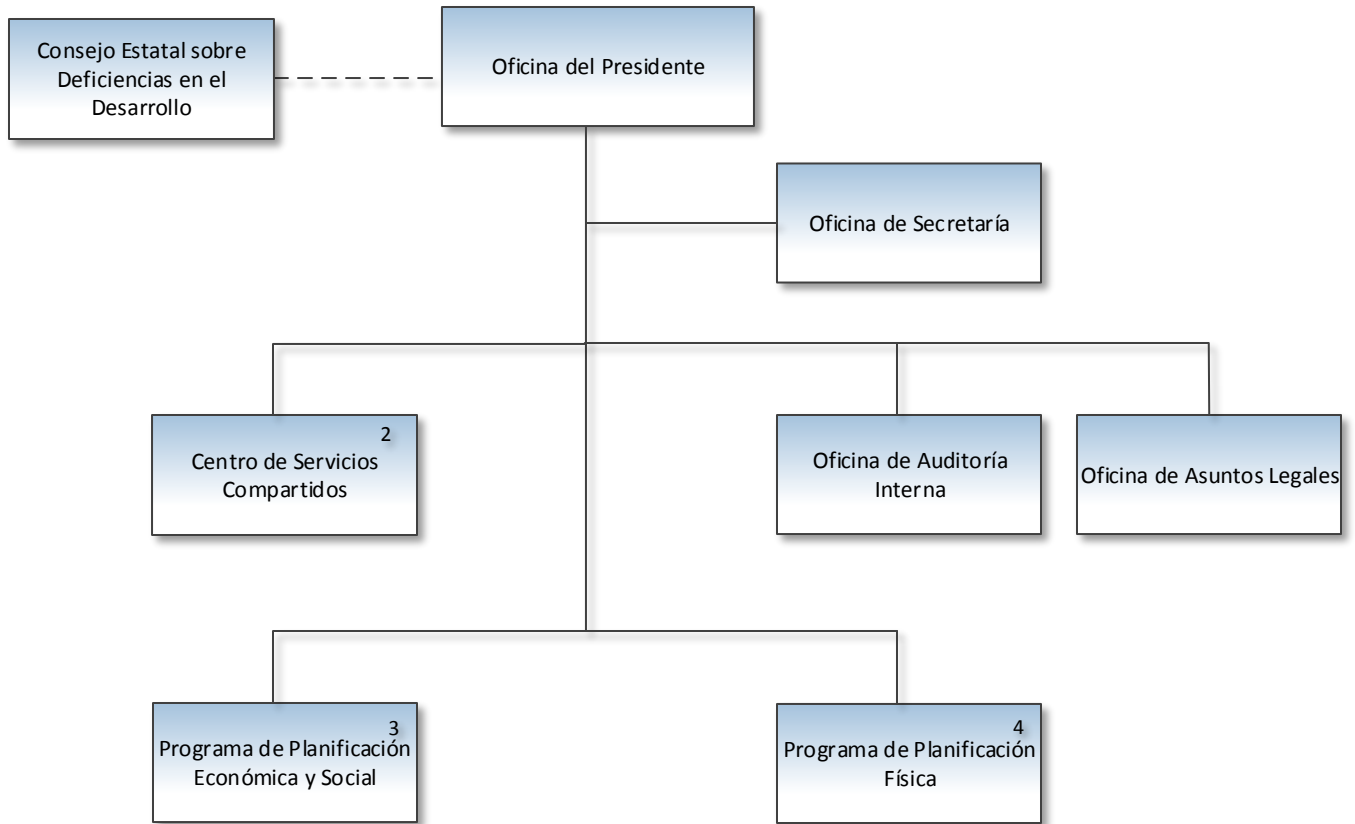 Consejo Estatal sobre
Deficiencias en el
Desarrollo
Oficina del Presidente
Oficina de Secretaría
2
Centro de Servicios
Compartidos
Oficina de Auditoría
Interna
Oficina de Asuntos Legales
3
Programa de Planificación
Económica y Social
4
Programa de Planificación
Física